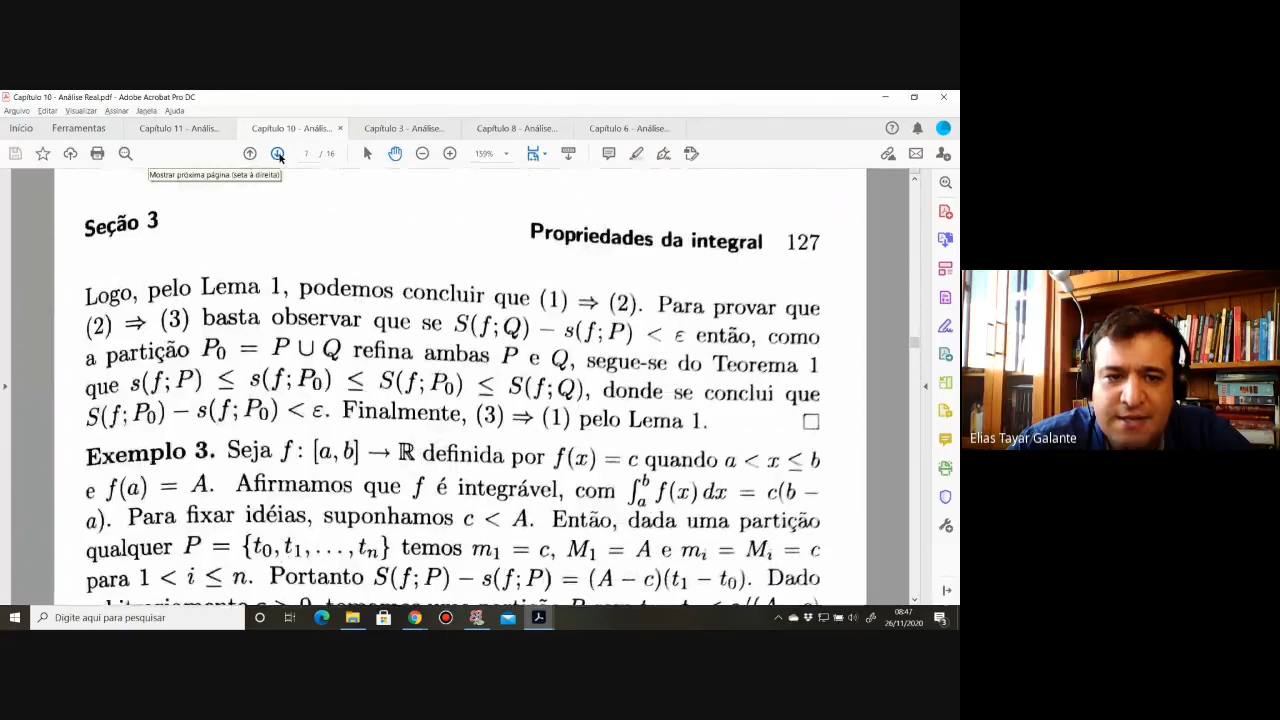 Capítulo 10 - Análise Real.pdf - Adobe Acrobat Pro DC
Arquivo Editar Visualizar Assinar Janela Ajuda
Início Ferramentas Capítulo 11 - Anális... Capítulo 10 - Anális... × Capítulo 3 - Análise... Capítulo 8 - Análise... Capítulo 6 - Análise...
7 / 16 159%
Mostrar próxima página (seta à direita)
Seção 3 Propriedades da integral 127
Logo, pelo Lema 1, podemos concluir que (1) ⇒ (2). Para provar que
(2) ⇒ (3) basta observar que se S(f;Q) − s(f;P) < ε então, como
a partição P₀ = P ∪ Q refina ambas P e Q, segue-se do Teorema 1
que s(f;P) ≤ s(f;P₀) ≤ S(f;P₀) ≤ S(f;Q), donde se conclui que
S(f;P₀) − s(f;P₀) < ε. Finalmente, (3) ⇒ (1) pelo Lema 1. □
Exemplo 3. Seja f: [a,b] → ℝ definida por f(x) = c quando a < x ≤ b
e f(a) = A. Afirmamos que f é integrável, com ∫ₐᵇ f(x) dx = c(b −
a). Para fixar idéias, suponhamos c < A. Então, dada uma partição
qualquer P = {t₀,t₁,...,tₙ} temos m₁ = c, M₁ = A e mᵢ = Mᵢ = c
para 1 < i ≤ n. Portanto S(f;P) − s(f;P) = (A − c)(t₁ − t₀). Dado
Elias Tayar Galante
Digite aqui para pesquisar
08:47
26/11/2020